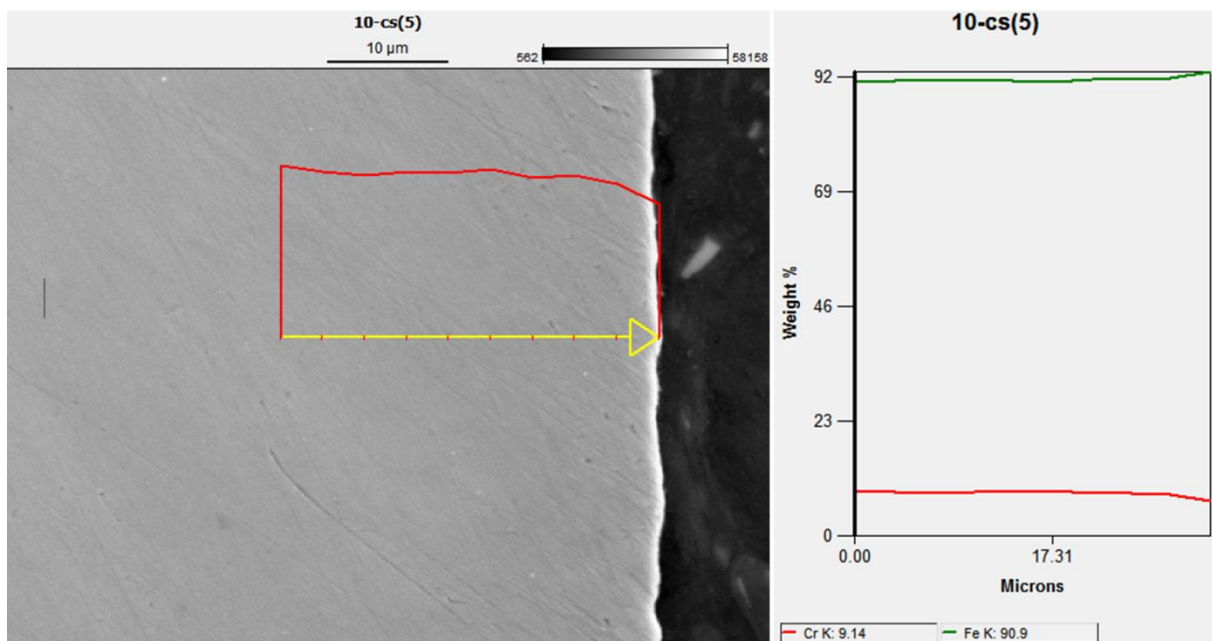 10-cs(5)
10 µm
562
58158
10-cs(5)
92
69
46
23
0
Weight %
0.00
17.31
Microns
Cr K: 9.14
Fe K: 90.9